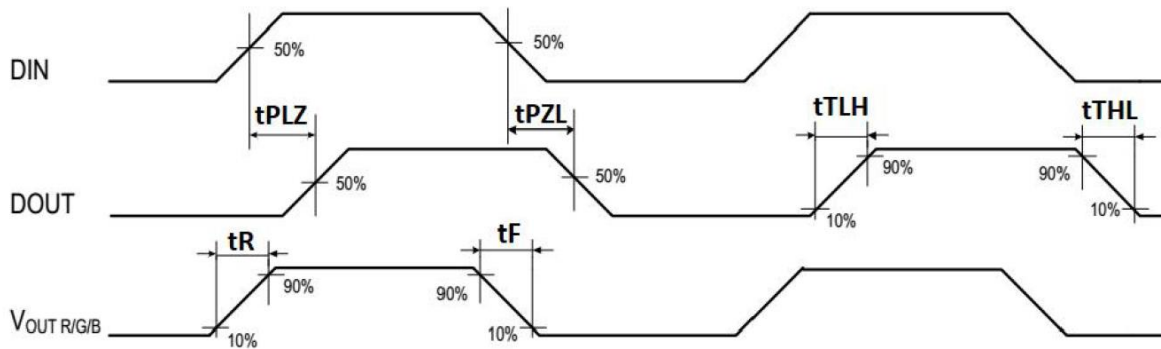 50%
50%
DIN
tPLZ
tPZL
tTLH
tTHL
90%
90%
50%
50%
DOUT
10%
10%
tR
tF
90%
90%
VOUT R/G/B
10%
10%